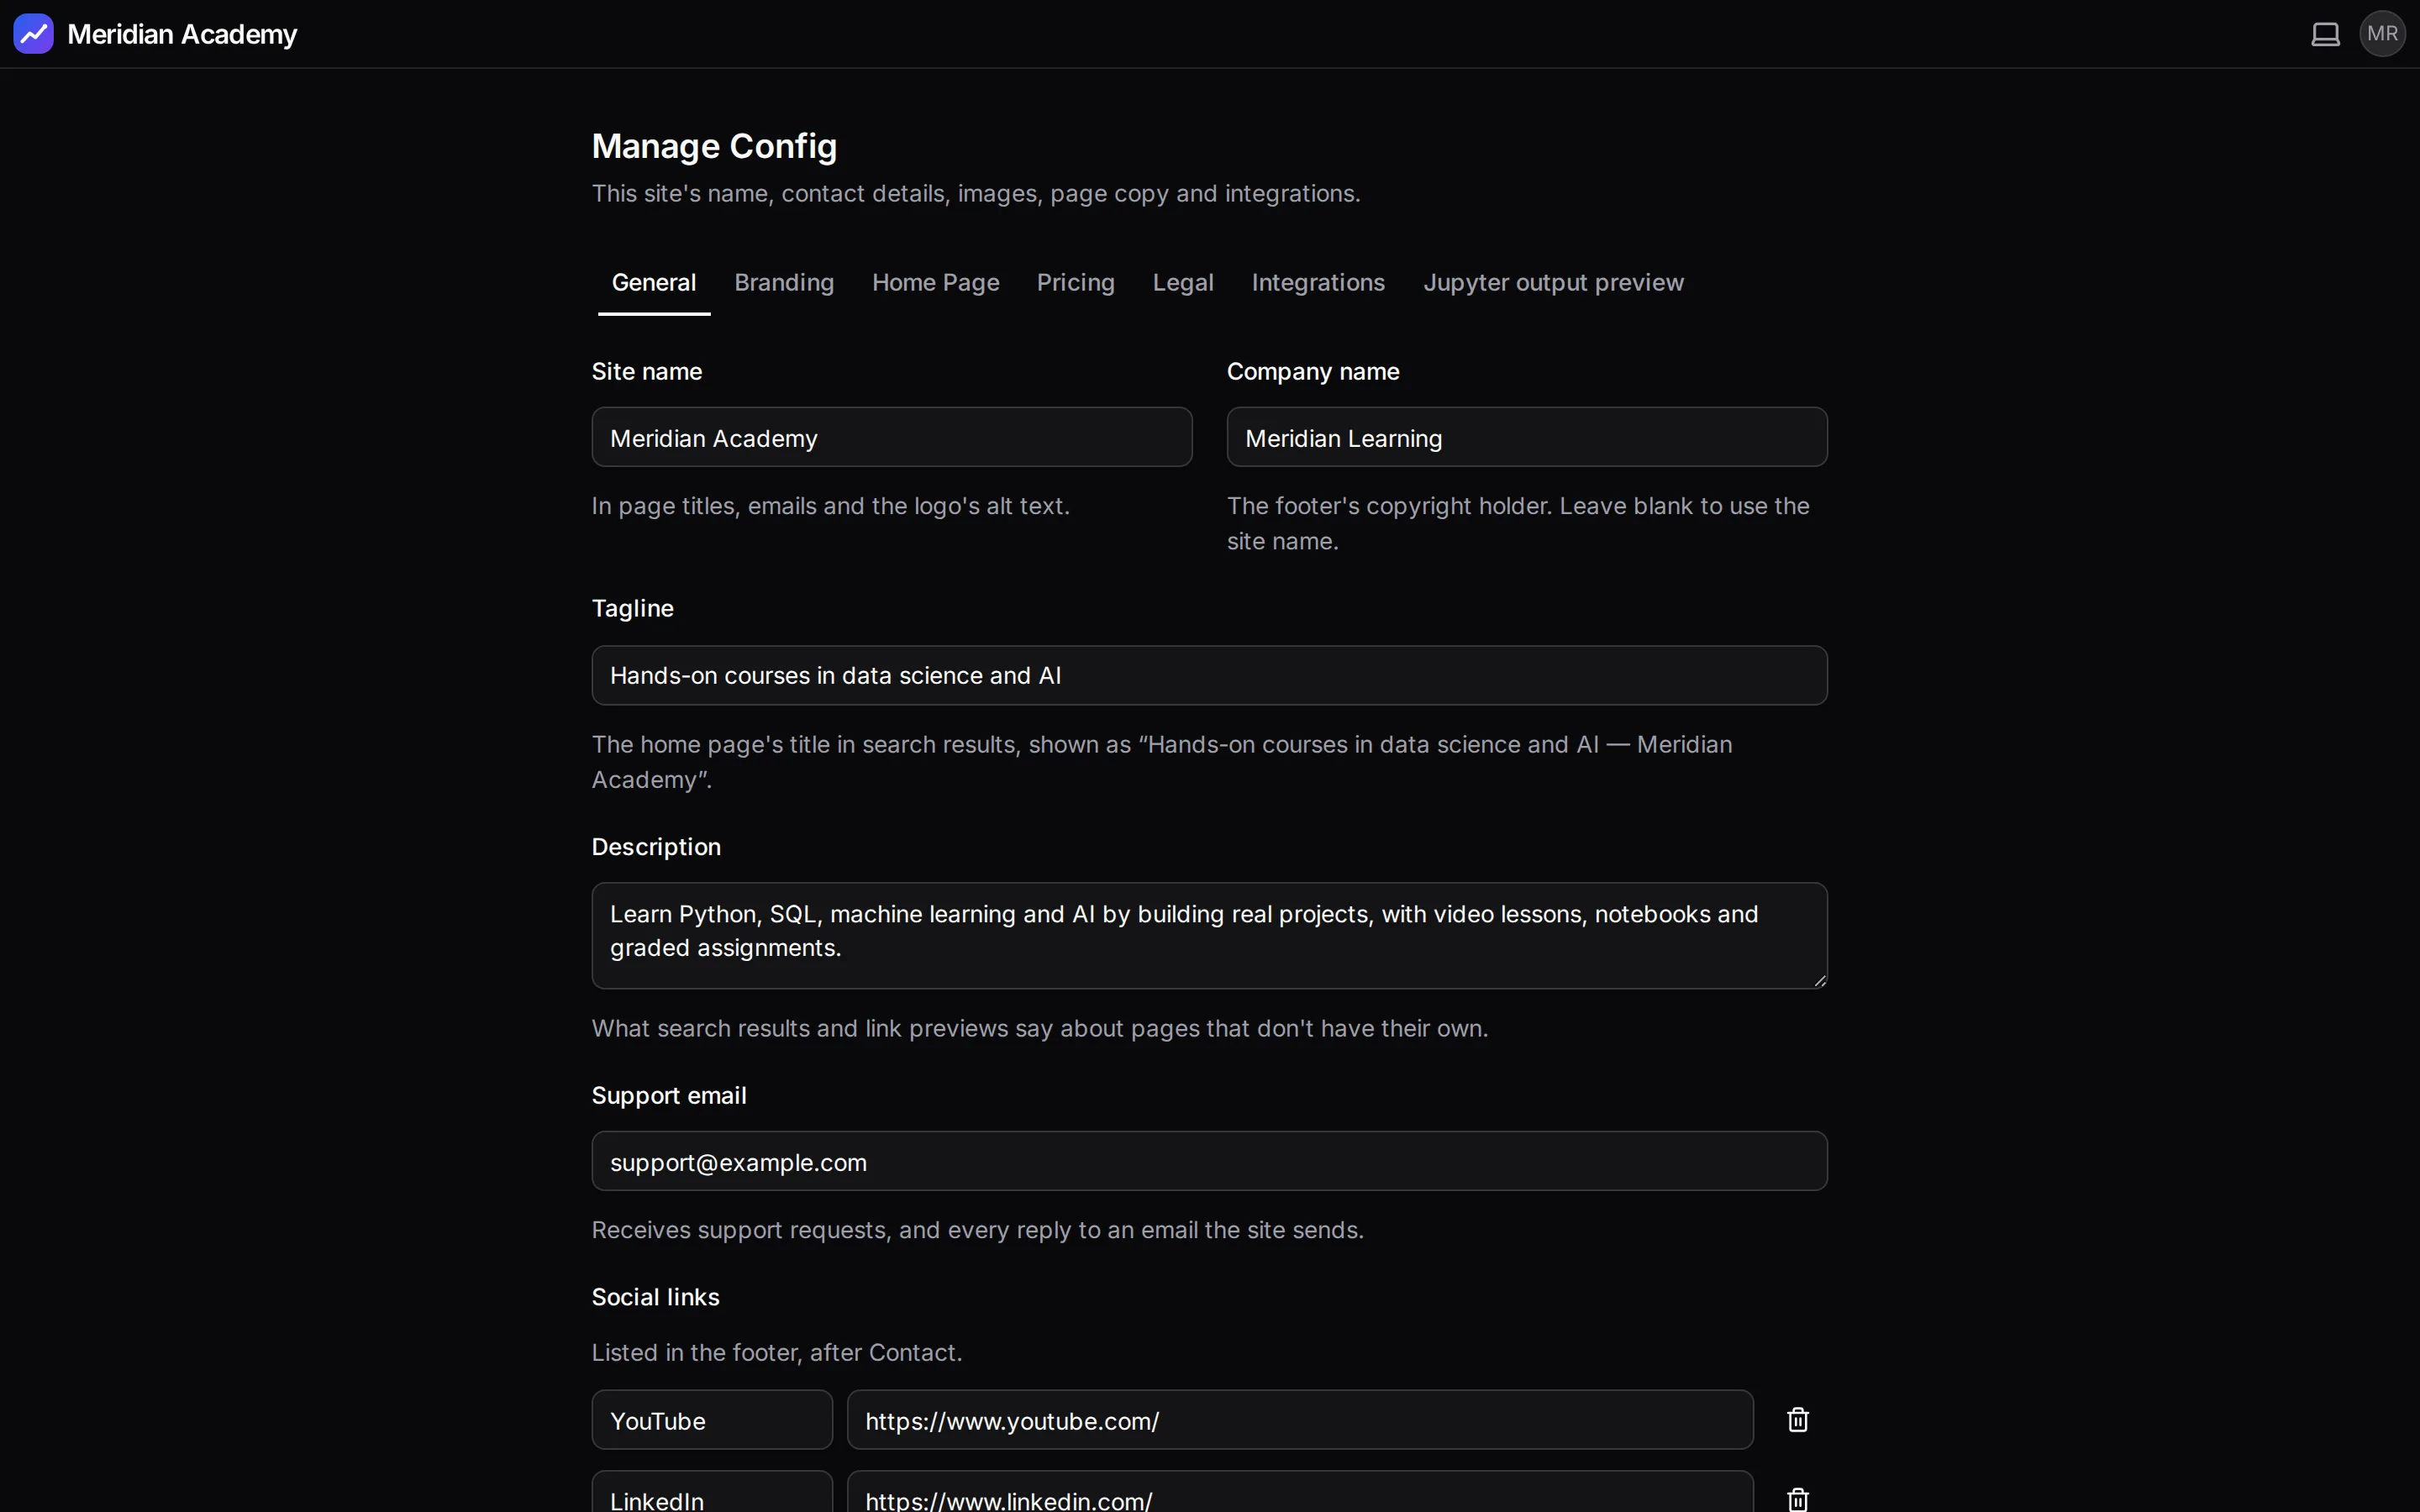 Meridian Academy
MR
Manage Config
This site's name, contact details, images, page copy and integrations.
General Branding Home Page Pricing Legal Integrations Jupyter output preview
Site name
Meridian Academy
In page titles, emails and the logo's alt text.
Company name
Meridian Learning
The footer's copyright holder. Leave blank to use the
site name.
Tagline
Hands-on courses in data science and AI
The home page's title in search results, shown as “Hands-on courses in data science and AI — Meridian
Academy”.
Description
Learn Python, SQL, machine learning and AI by building real projects, with video lessons, notebooks and
graded assignments.
What search results and link previews say about pages that don't have their own.
Support email
support@example.com
Receives support requests, and every reply to an email the site sends.
Social links
Listed in the footer, after Contact.
YouTube https://www.youtube.com/
LinkedIn https://www.linkedin.com/